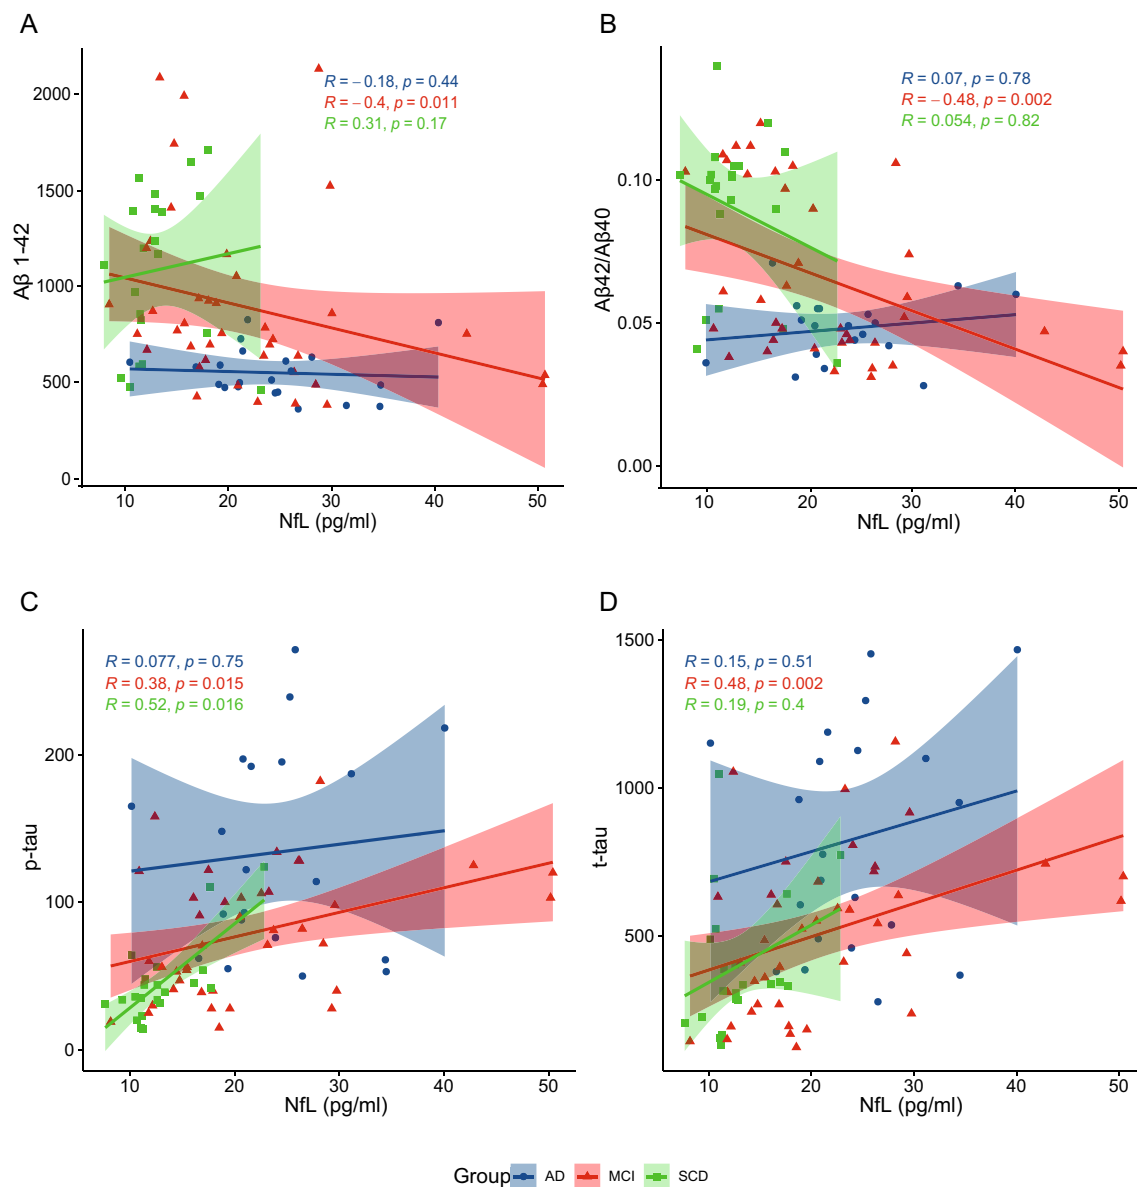 A
R = −0.18, p = 0.44
R = −0.4, p = 0.011
R = 0.31, p = 0.17
Aβ 1-42
2000
1500
1000
500
0
10 20 30 40 50
NfL (pg/ml)
B
R = 0.07, p = 0.78
R = −0.48, p = 0.002
R = 0.054, p = 0.82
Aβ42/Aβ40
0.10
0.05
0.00
10 20 30 40 50
NfL (pg/ml)
C
R = 0.077, p = 0.75
R = 0.38, p = 0.015
R = 0.52, p = 0.016
p-tau
200
100
0
10 20 30 40 50
NfL (pg/ml)
D
R = 0.15, p = 0.51
R = 0.48, p = 0.002
R = 0.19, p = 0.4
t-tau
1500
1000
500
10 20 30 40 50
NfL (pg/ml)
Group AD MCI SCD